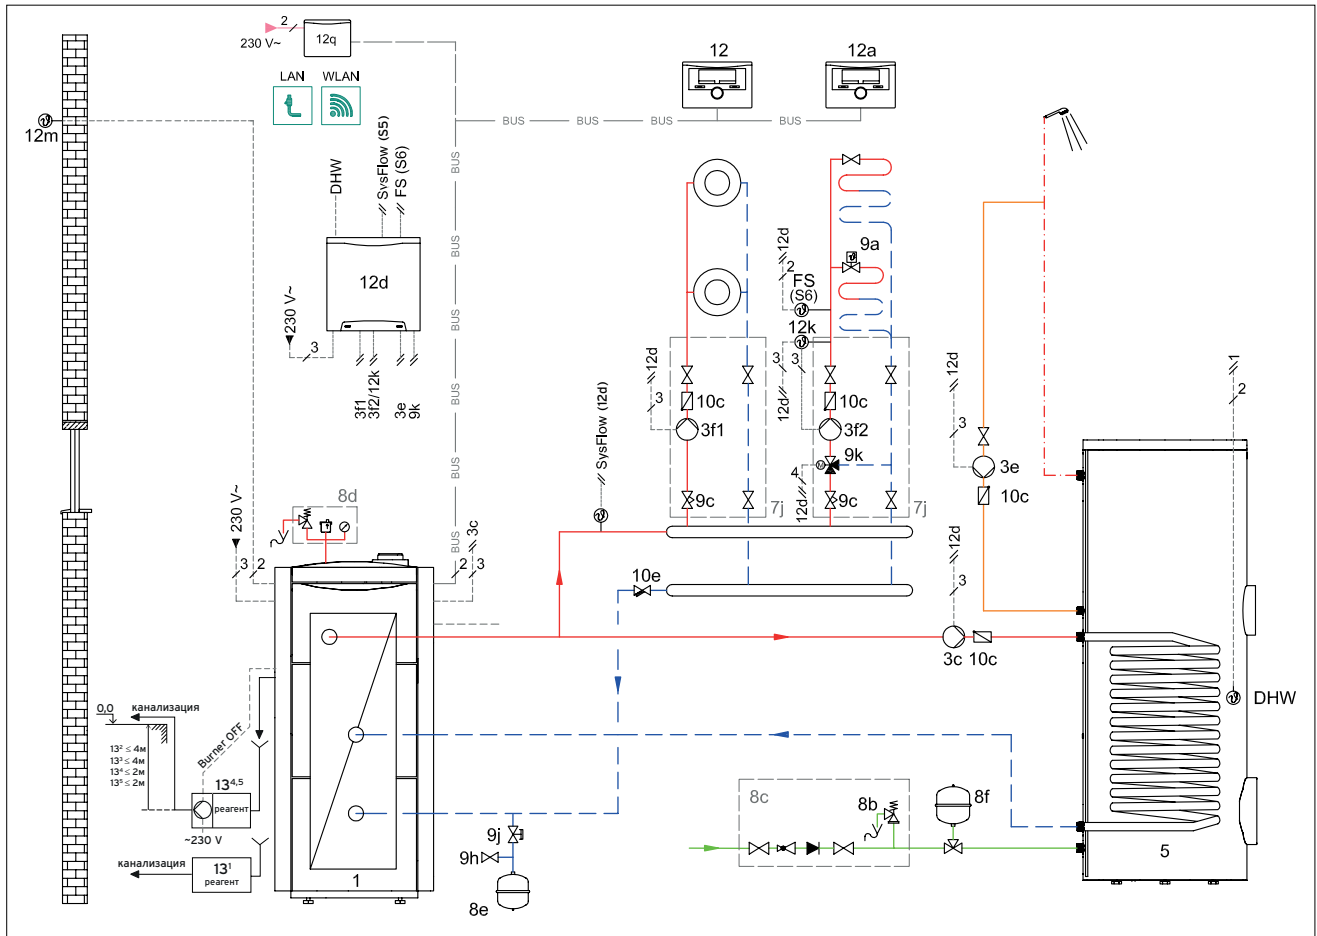 2
230 V~
12q
LAN
WLAN
12
12a
BUS
BUS
BUS
BUS
BUS
12m
DHW
SysFlow (S5)
FS (S6)
BUS
BUS
BUS
BUS
BUS
12d
230 V~
3
3f1
3f2/12k
3e
9k
12d
2
FS
(S6)
12k
9a
12d
3
10c
3f1
9c
7j
3
3
12d
10c
3f2
9k
4
12d
9c
7j
SysFlow (12d)
12d
3
3e
10c
1
2
230 V~
3
2
8d
3c
2
3
10e
12d
3
3c
10c
DHW
0,0
канализация
13² ≤ 4м
13³ ≤ 4м
13⁴ ≤ 2м
13⁵ ≤ 2м
Burner OFF
13⁴,⁵
реагент
~230 V
канализация
13¹
реагент
1
9j
9h
8e
8c
8b
8f
5